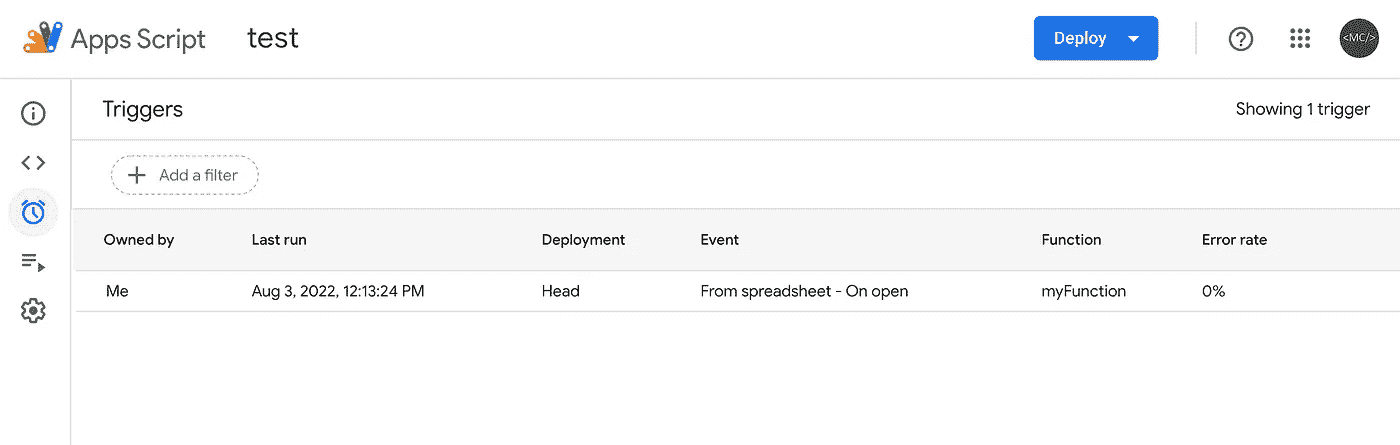 Apps Script test Deploy <MC/>
Triggers Showing 1 trigger
Add a filter
Owned by Last run Deployment Event Function Error rate
Me Aug 3, 2022, 12:13:24 PM Head From spreadsheet - On open myFunction 0%